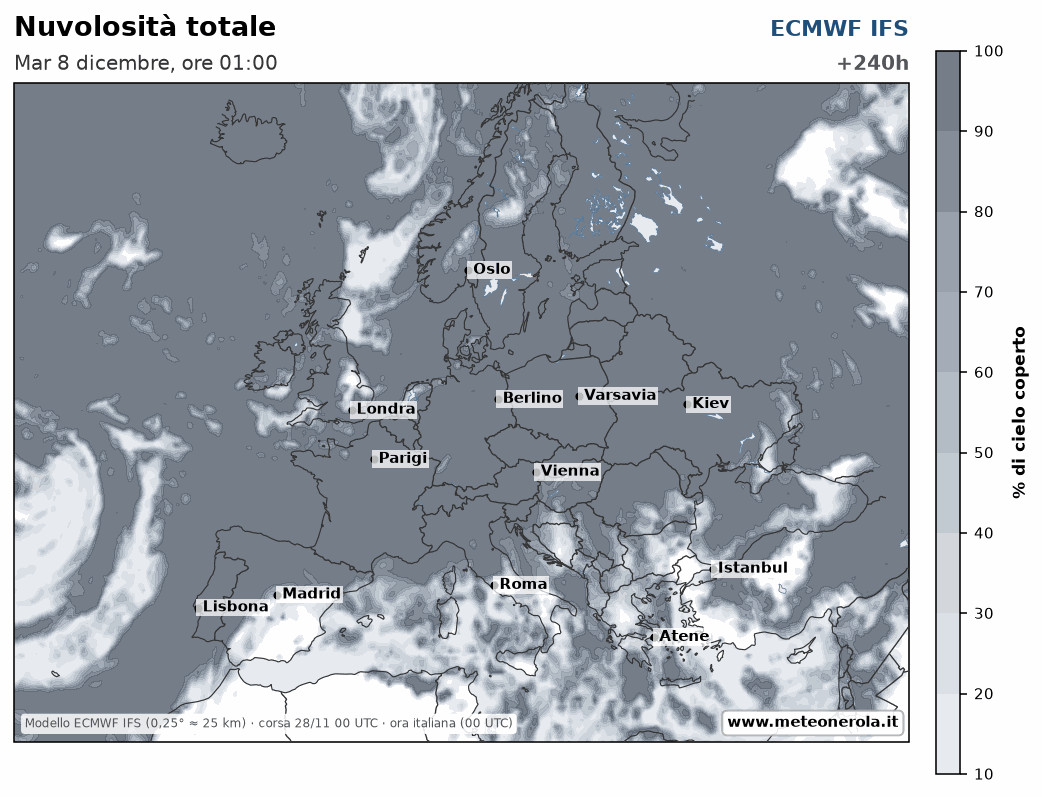 Nuvolosità totale
ECMWF IFS
Mar 8 dicembre, ore 01:00
+240h
100
90
80
70
60
50
40
30
20
10
% di cielo coperto
Oslo
Londra
Berlino
Varsavia
Kiev
Parigi
Vienna
Istanbul
Roma
Madrid
Lisbona
Atene
Modello ECMWF IFS (0,25° ≈ 25 km) · corsa 28/11 00 UTC · ora italiana (00 UTC)
www.meteonerola.it